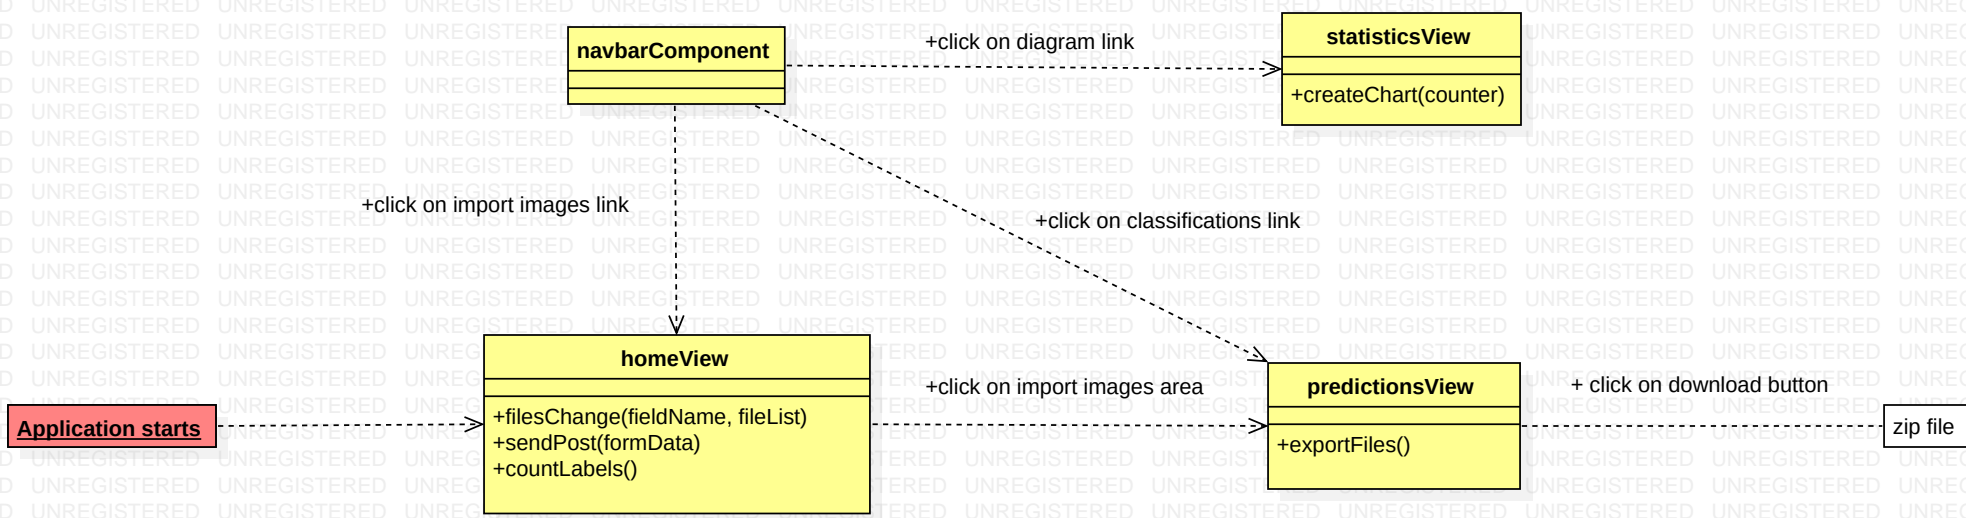 navbarComponent
+click on diagram link
statisticsView
+createChart(counter)
+click on import images link
+click on classifications link
homeView
+filesChange(fieldName, fileList)
+sendPost(formData)
+countLabels()
Application starts
+click on import images area
predictionsView
+exportFiles()
+ click on download button
zip file
UNREGISTERED